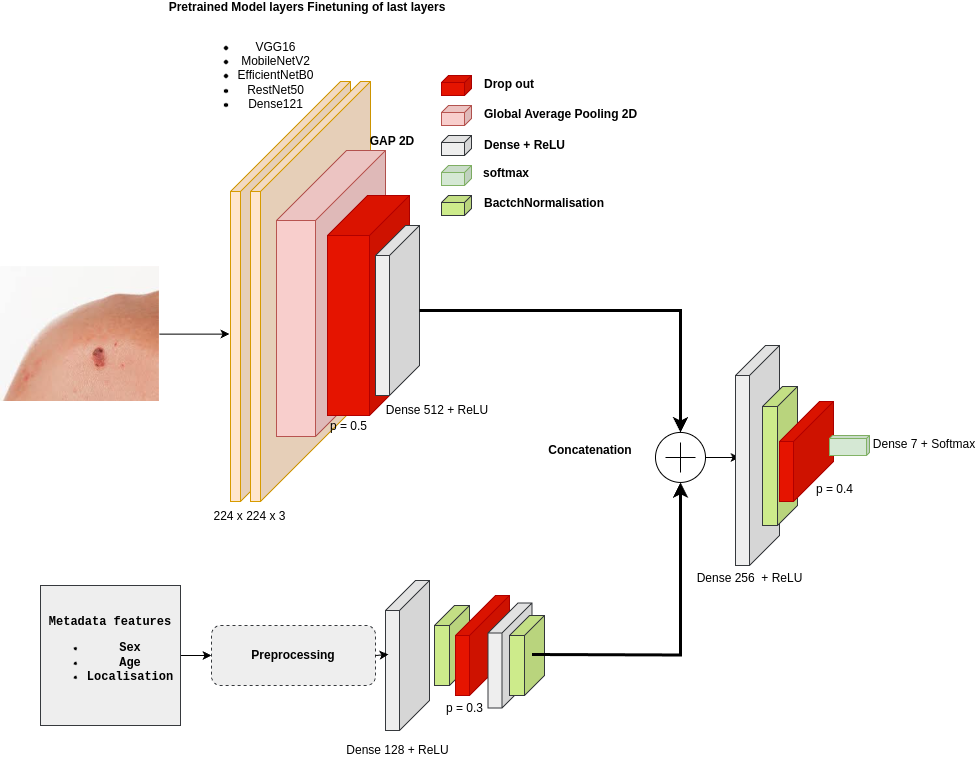 Pretrained Model layers Finetuning of last layers
VGG16
MobileNetV2
EfficientNetB0
RestNet50
Dense121
GAP 2D
Drop out
Global Average Pooling 2D
Dense + ReLU
softmax
BactchNormalisation
p = 0.5
Dense 512 + ReLU
224 x 224 x 3
Concatenation
Dense 7 + Softmax
p = 0.4
Dense 256 + ReLU
Metadata features
Sex
Age
Localisation
Preprocessing
p = 0.3
Dense 128 + ReLU